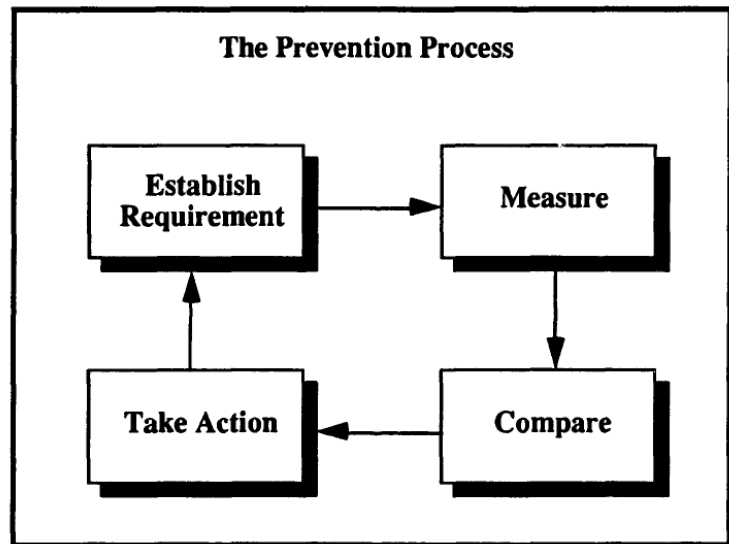 The Prevention Process
Establish
Requirement
Measure
Take Action
Compare